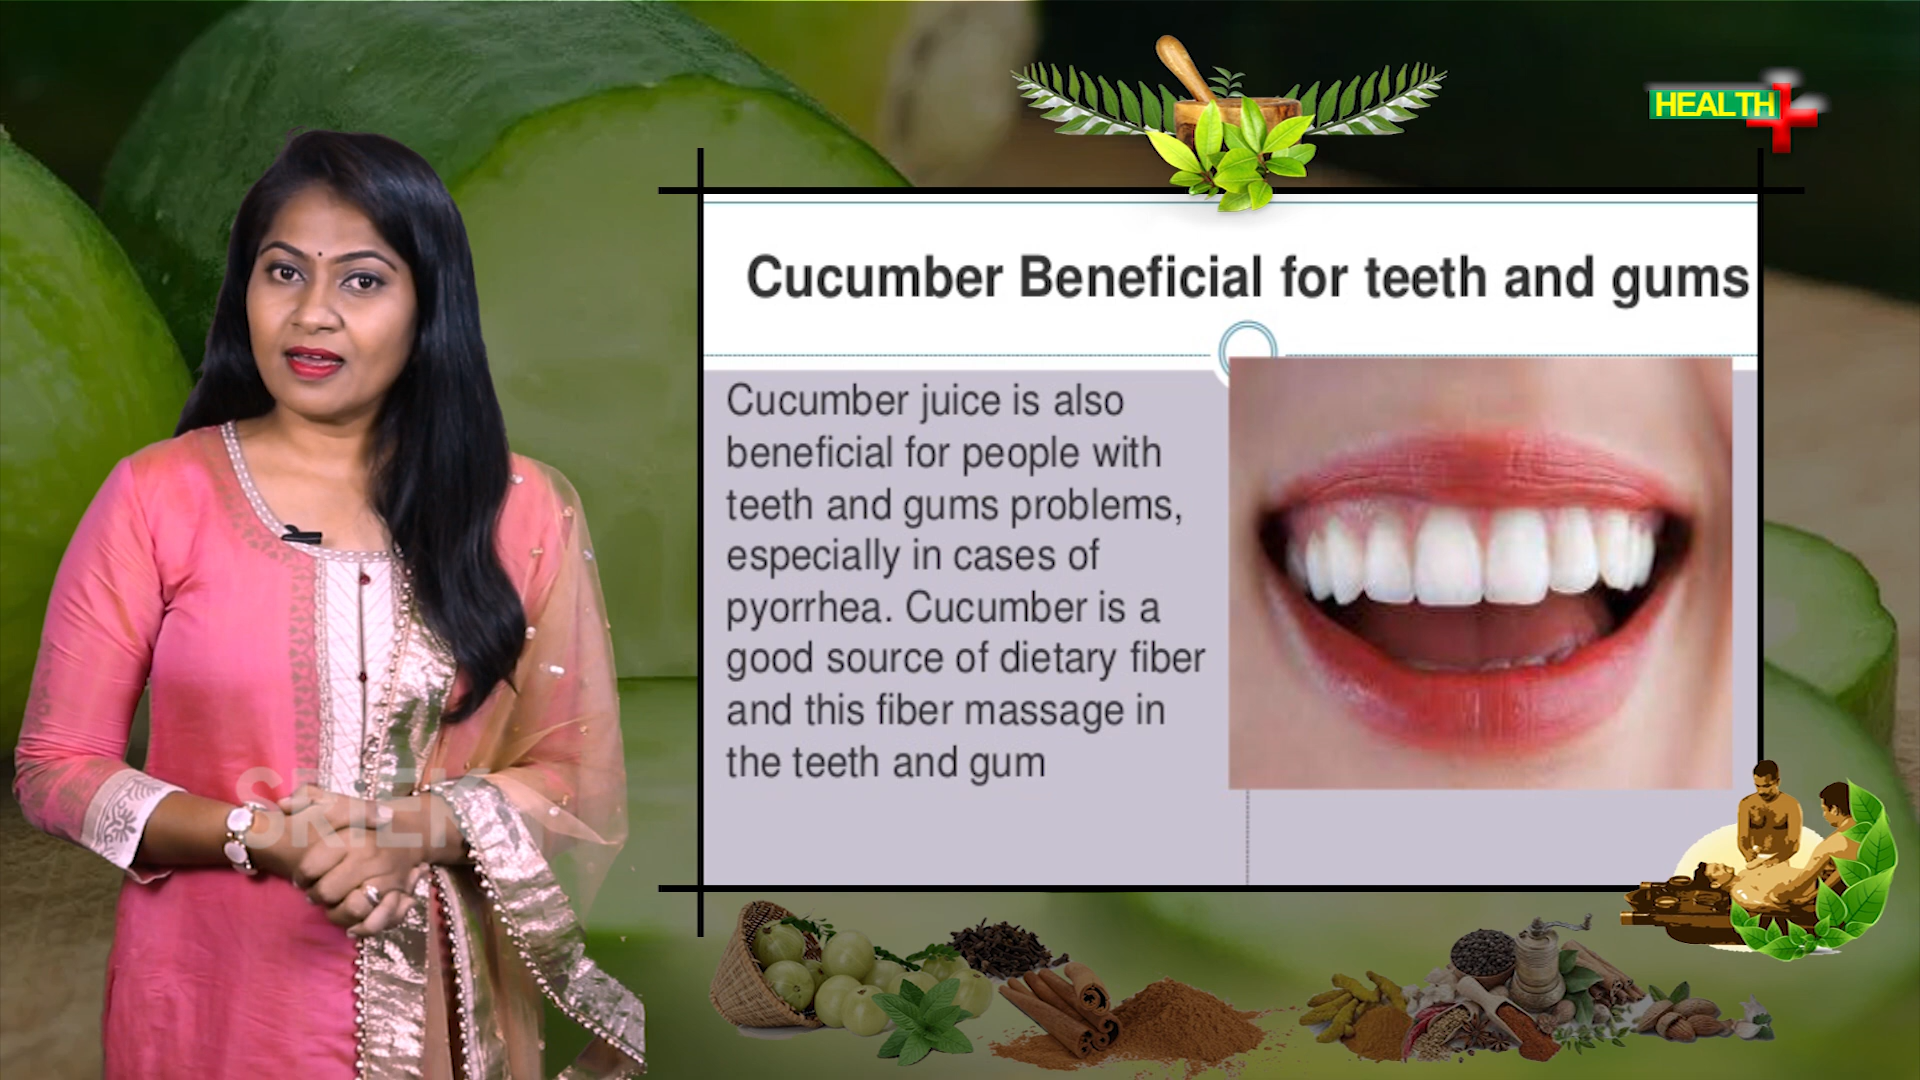 HEALTH
Cucumber Beneficial for teeth and gums
Cucumber juice is also
beneficial for people with
teeth and gums problems,
especially in cases of
pyorrhea. Cucumber is a
good source of dietary fiber
and this fiber massage in
the teeth and gum